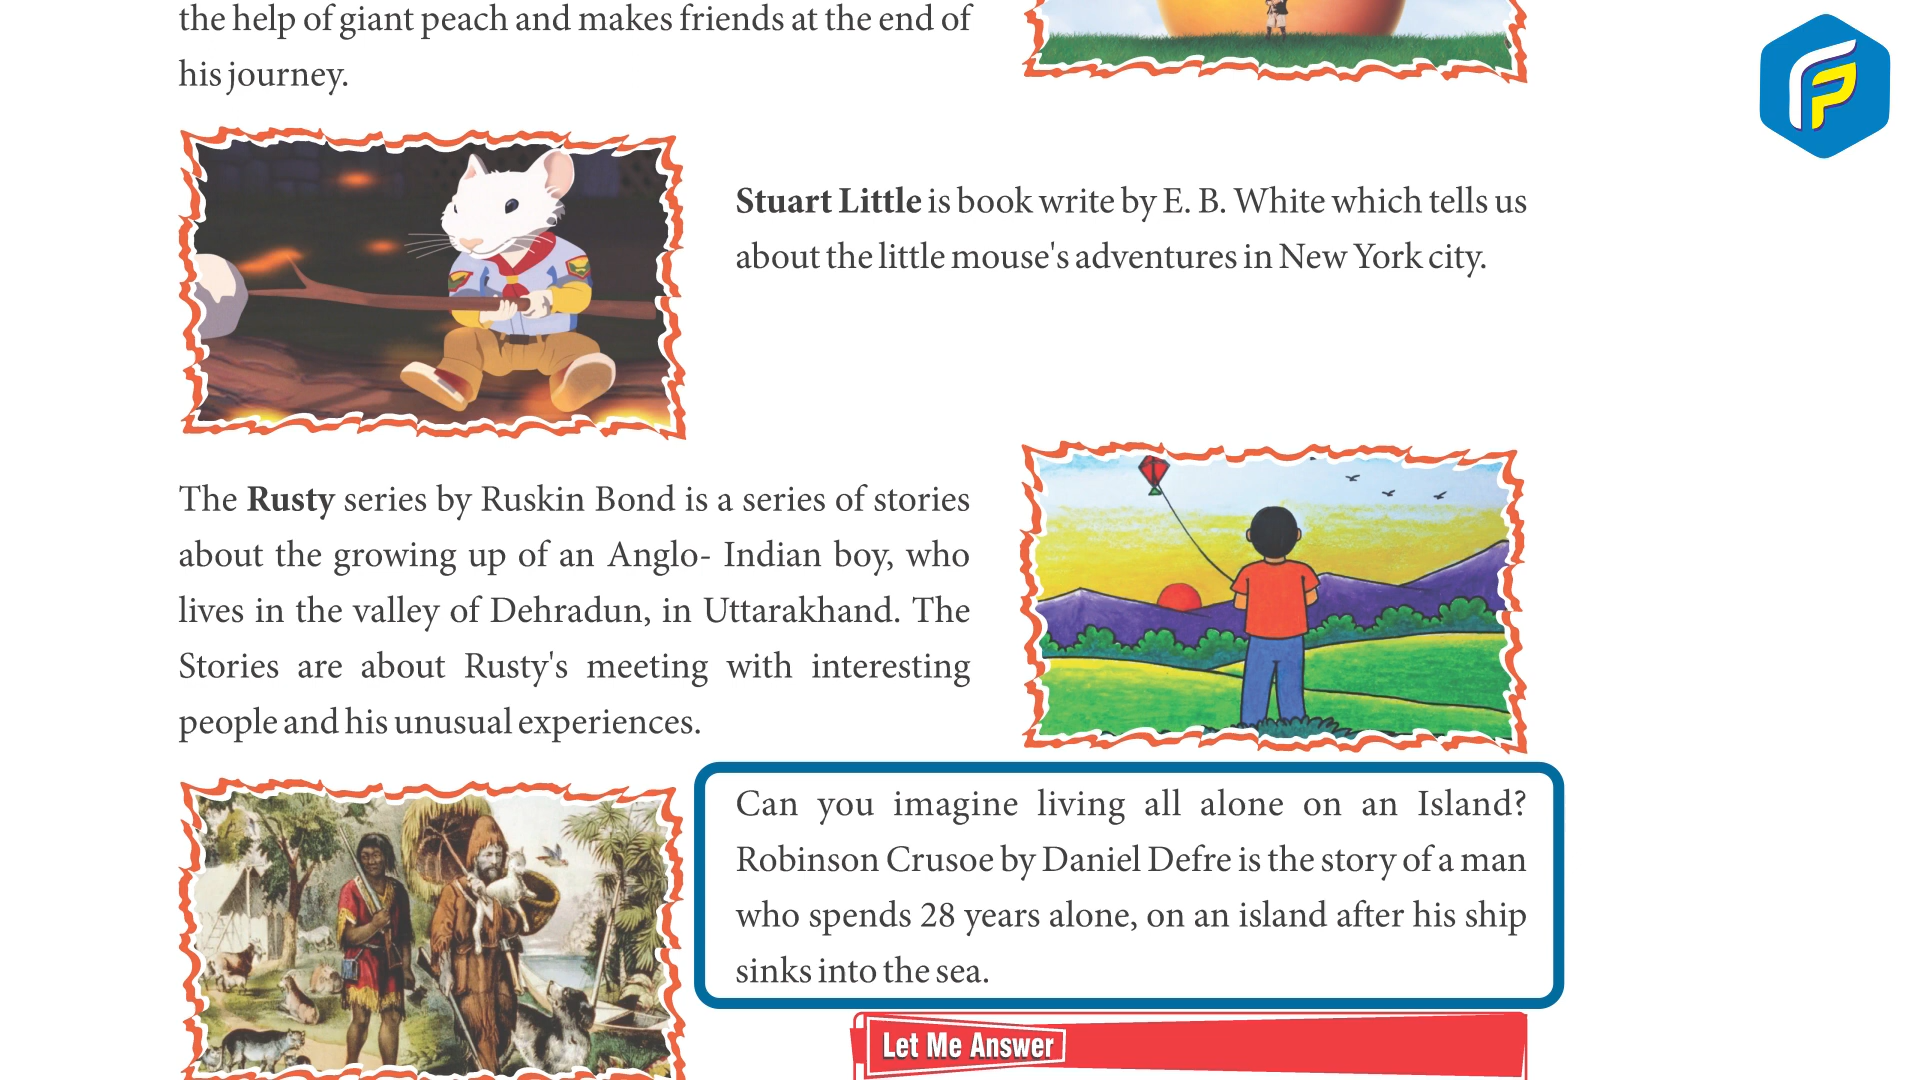 the help of giant peach and makes friends at the end of
his journey.
Stuart Little is book write by E. B. White which tells us
about the little mouse's adventures in New York city.
The Rusty series by Ruskin Bond is a series of stories
about the growing up of an Anglo- Indian boy, who
lives in the valley of Dehradun, in Uttarakhand. The
Stories are about Rusty's meeting with interesting
people and his unusual experiences.
Can you imagine living all alone on an Island?
Robinson Crusoe by Daniel Defre is the story of a man
who spends 28 years alone, on an island after his ship
sinks into the sea.
Let Me Answer